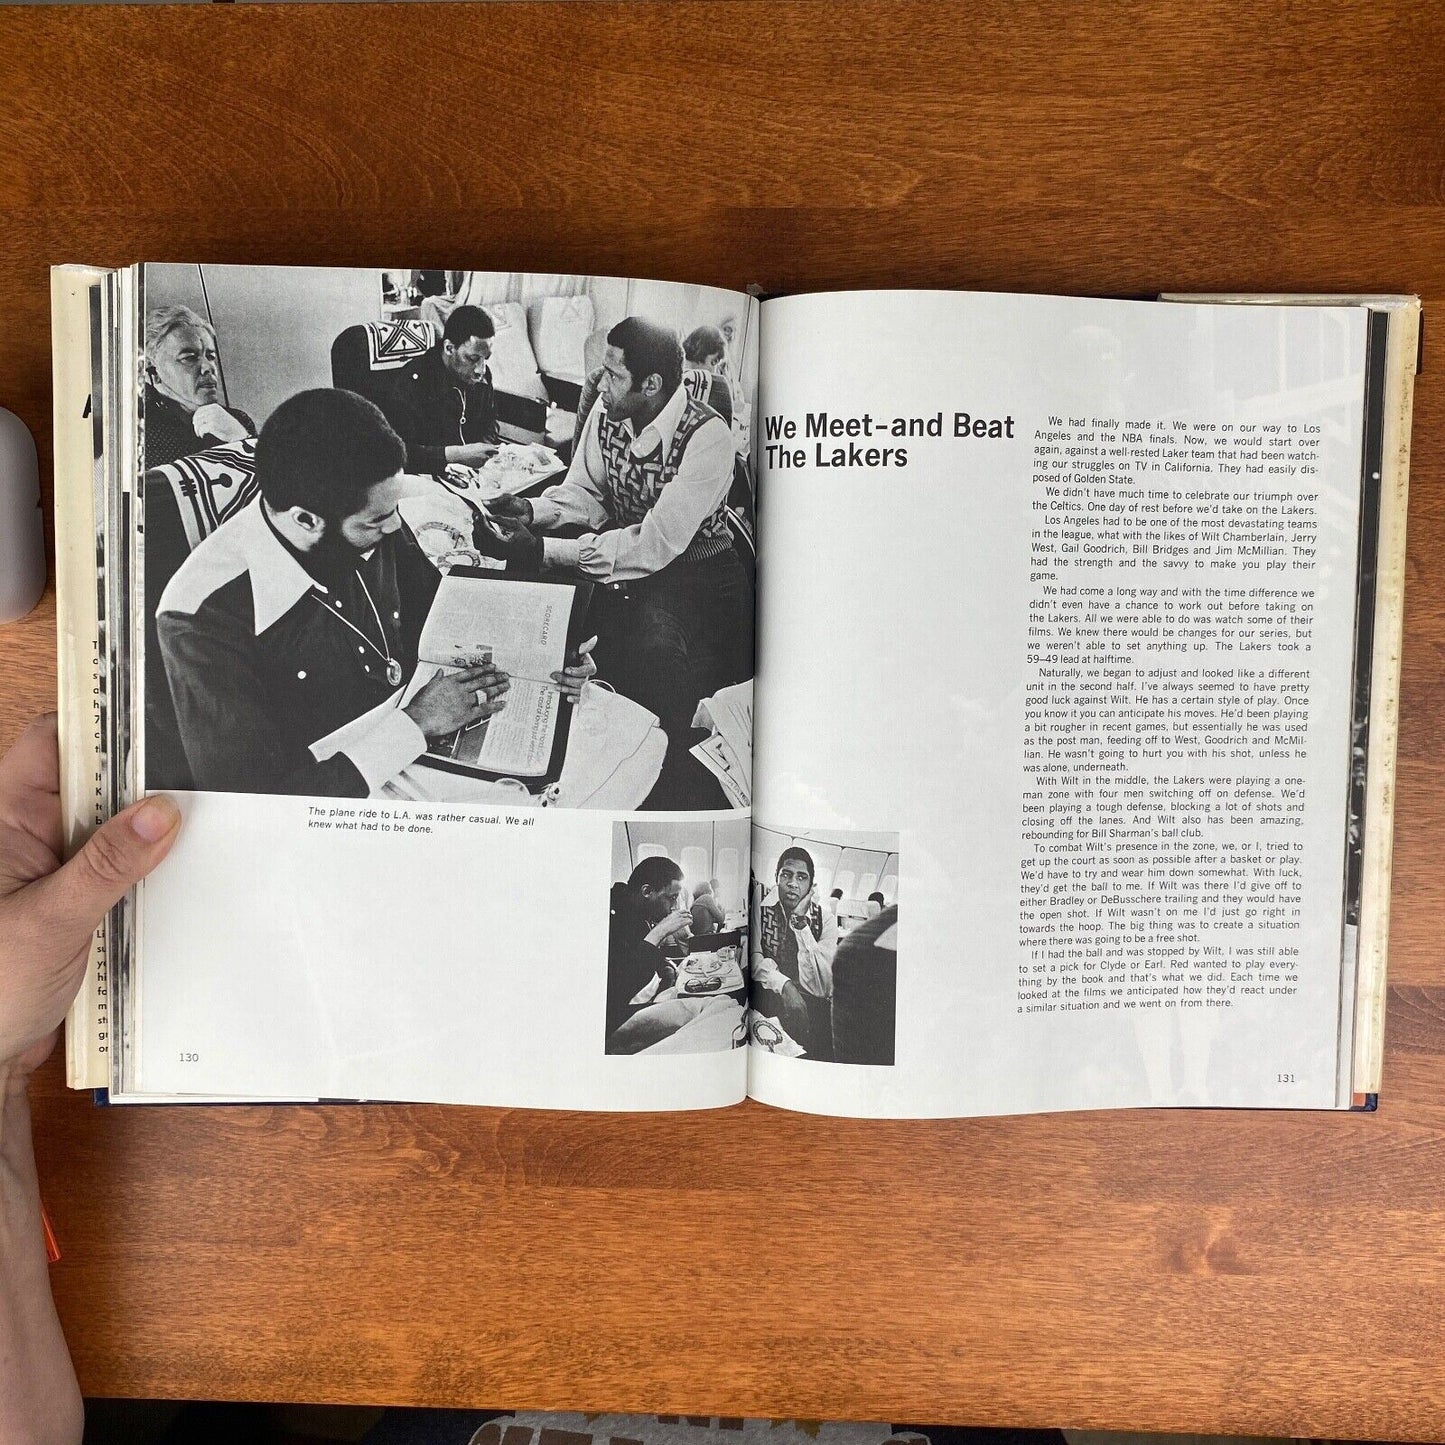 SCORECARD
The plane ride to L.A. was rather casual. We all
knew what had to be done.
130
We Meet–and Beat
The Lakers
We had finally made it. We were on our way to Los
Angeles and the NBA finals. Now, we would start over
again, against a well-rested Laker team that had been watch-
ing our struggles on TV in California. They had easily dis-
posed of Golden State.
We didn't have much time to celebrate our triumph over
the Celtics. One day of rest before we'd take on the Lakers.
Los Angeles had to be one of the most devastating teams
in the league, what with the likes of Wilt Chamberlain, Jerry
West, Gail Goodrich, Bill Bridges and Jim McMillian. They
had the strength and the savvy to make you play their
game.
We had come a long way and with the time difference we
didn't even have a chance to work out before taking on
the Lakers. All we were able to do was watch some of their
films. We knew there would be changes for our series, but
we weren't able to set anything up. The Lakers took a
59–49 lead at halftime.
Naturally, we began to adjust and looked like a different
unit in the second half. I've always seemed to have pretty
good luck against Wilt. He has a certain style of play. Once
you know it you can anticipate his moves. He'd been playing
a bit rougher in recent games, but essentially he was used
as the post man, feeding off to West, Goodrich and McMil-
lian. He wasn't going to hurt you with his shot, unless he
was alone, underneath.
With Wilt in the middle, the Lakers were playing a one-
man zone with four men switching off on defense. We'd
been playing a tough defense, blocking a lot of shots and
closing off the lanes. And Wilt also has been amazing,
rebounding for Bill Sharman's ball club.
To combat Wilt's presence in the zone, we, or I, tried to
get up the court as soon as possible after a basket or play.
We'd have to try and wear him down somewhat. With luck,
they'd get the ball to me. If Wilt was there I'd give off to
either Bradley or DeBusschere trailing and they would have
the open shot. If Wilt wasn't on me I'd just go right in
towards the hoop. The big thing was to create a situation
where there was going to be a free shot.
If I had the ball and was stopped by Wilt, I was still able
to set a pick for Clyde or Earl. Red wanted to play every-
thing by the book and that's what we did. Each time we
looked at the films we anticipated how they'd react under
a similar situation and we went on from there.
131